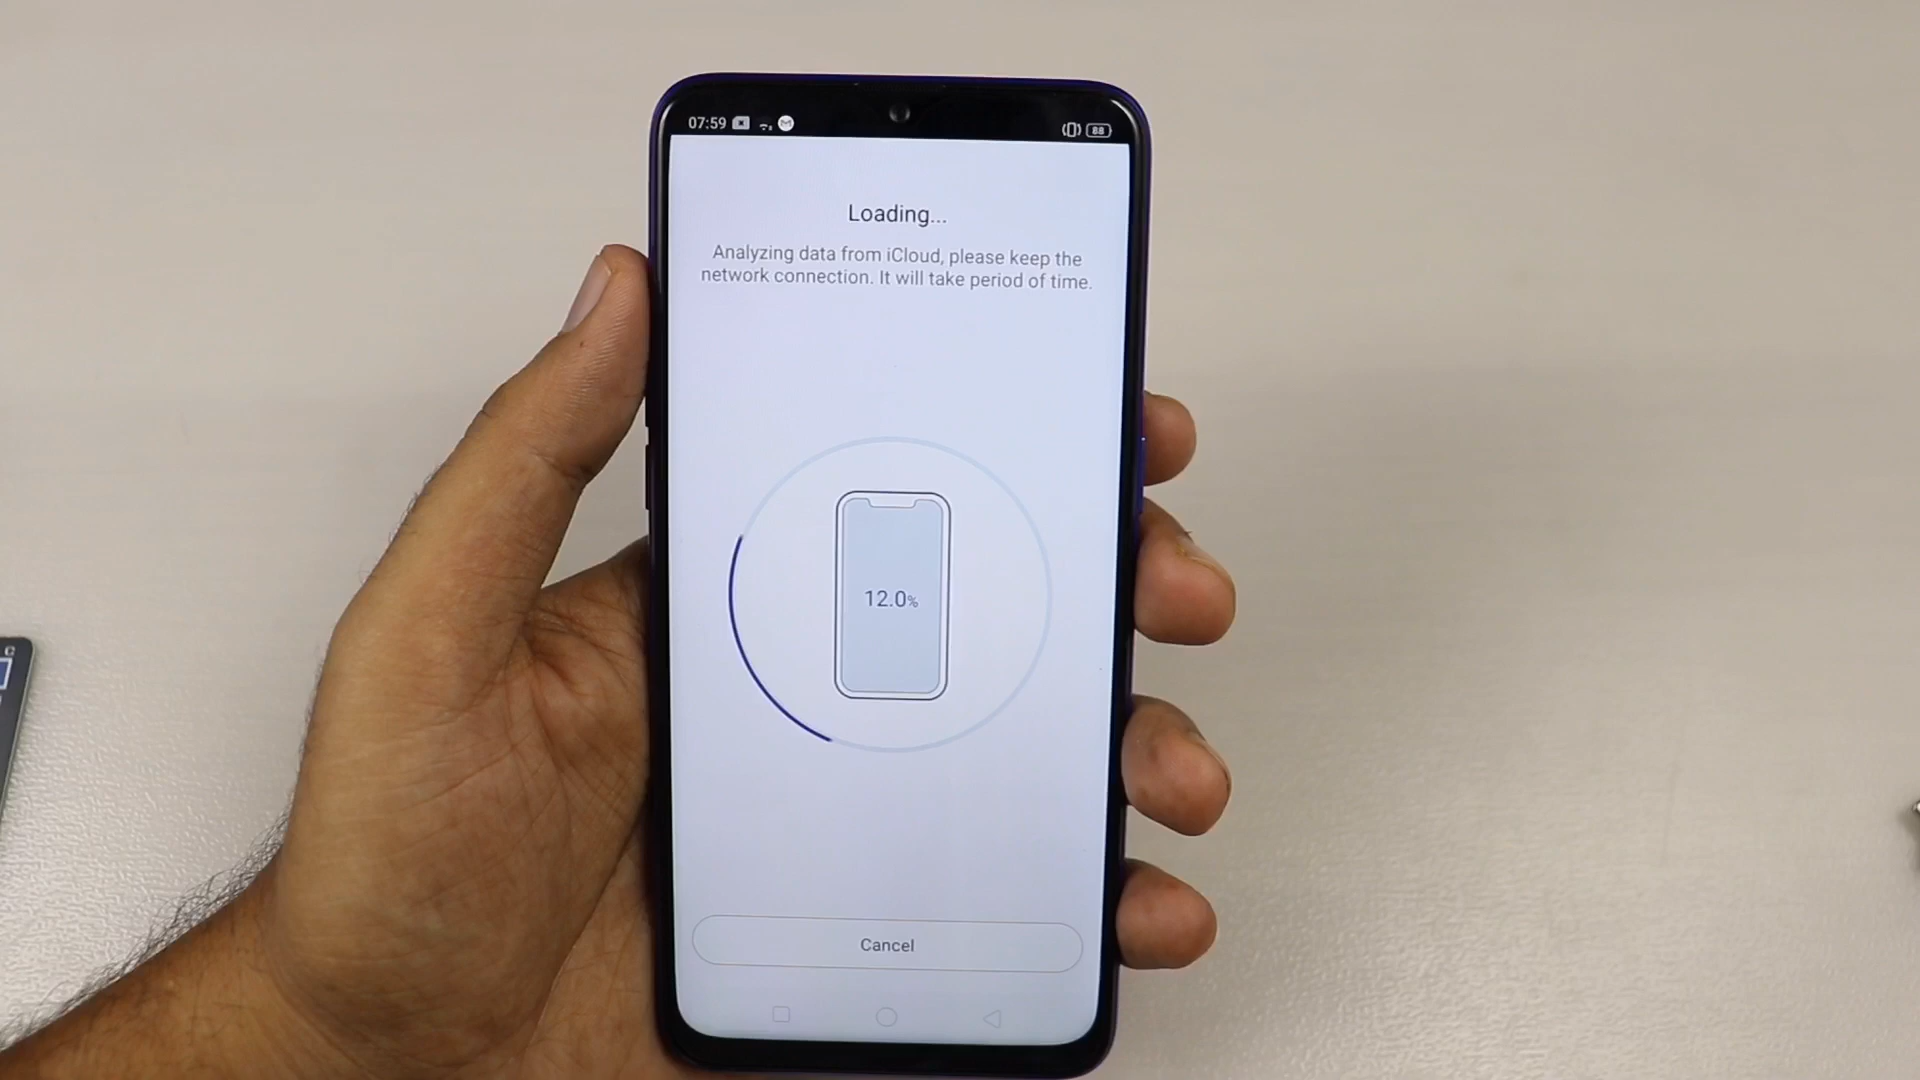 07:59
88
Loading...
Analyzing data from iCloud, please keep the
network connection. It will take period of time.
12.0%
Cancel
C